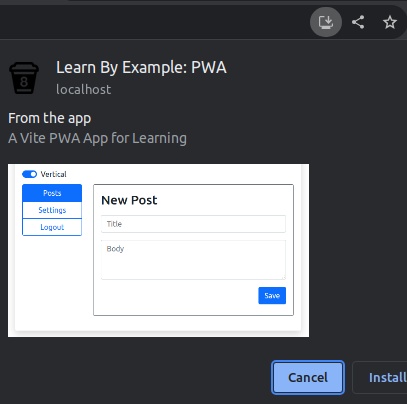 8
Learn By Example: PWA
localhost
From the app
A Vite PWA App for Learning
Vertical
Posts
Settings
Logout
New Post
Title
Body
Save
Cancel
Install